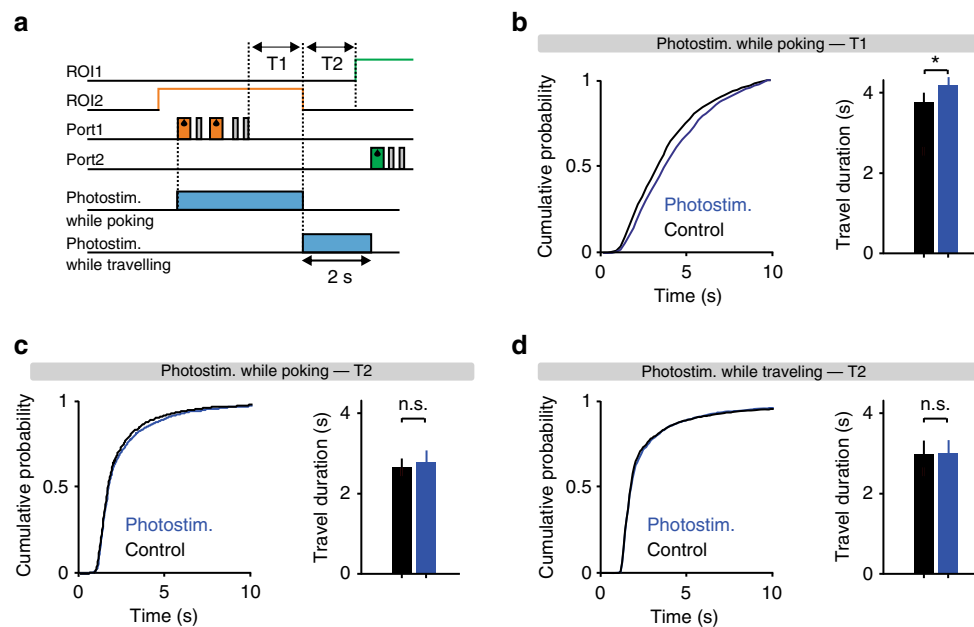 a
T1
T2
ROI1
ROI2
Port1
Port2
Photostim.
while poking
Photostim.
while travelling
2 s
b
Photostim. while poking — T1
1
0.5
0
0
5
10
Cumulative probability
Time (s)
Photostim.
Control
*
4
2
0
Travel duration (s)
c
Photostim. while poking — T2
1
0.5
0
0
5
10
Cumulative probability
Time (s)
Photostim.
Control
n.s.
4
2
0
Travel duration (s)
d
Photostim. while traveling — T2
1
0.5
0
0
5
10
Cumulative probability
Time (s)
Photostim.
Control
n.s.
4
2
0
Travel duration (s)